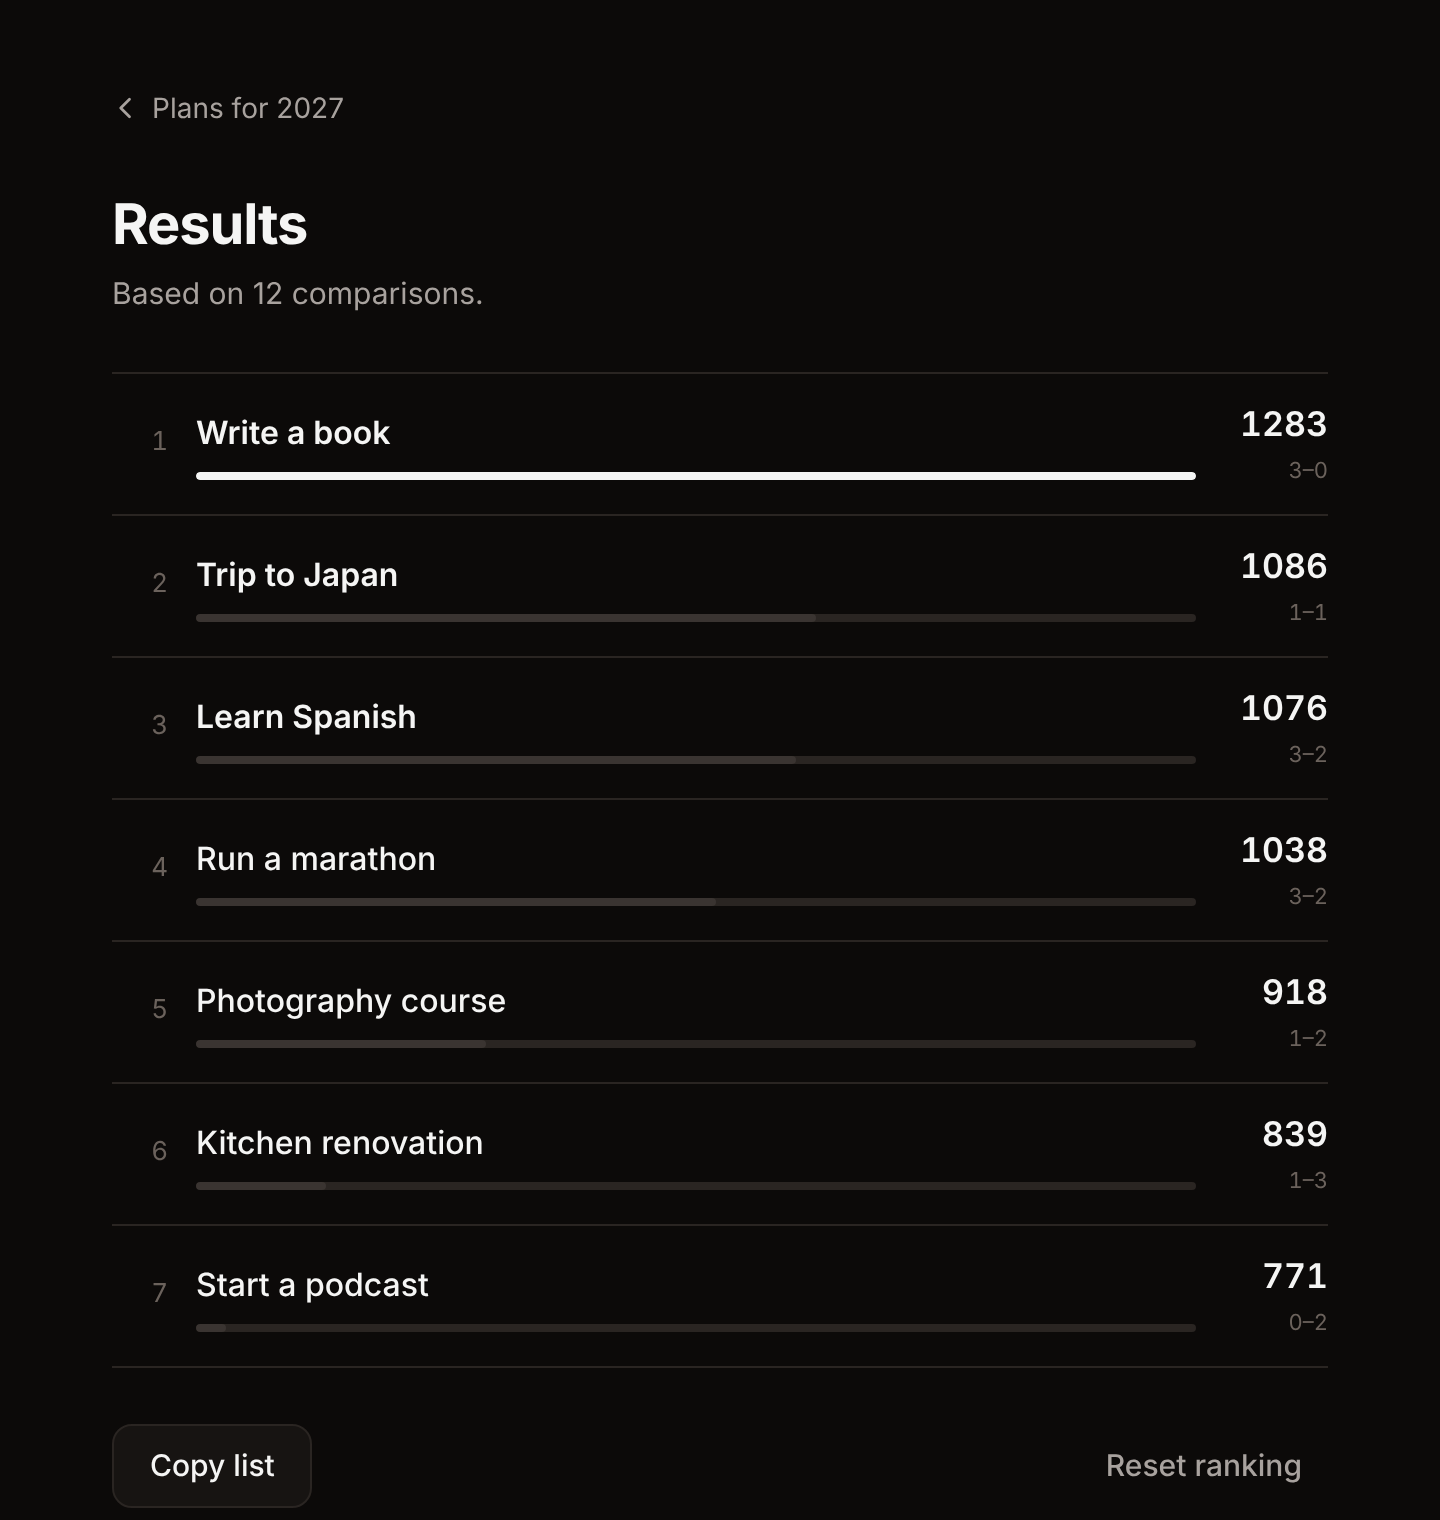 Plans for 2027
Results
Based on 12 comparisons.
1 Write a book 1283
3–0
2 Trip to Japan 1086
1–1
3 Learn Spanish 1076
3–2
4 Run a marathon 1038
3–2
5 Photography course 918
1–2
6 Kitchen renovation 839
1–3
7 Start a podcast 771
0–2
Copy list Reset ranking